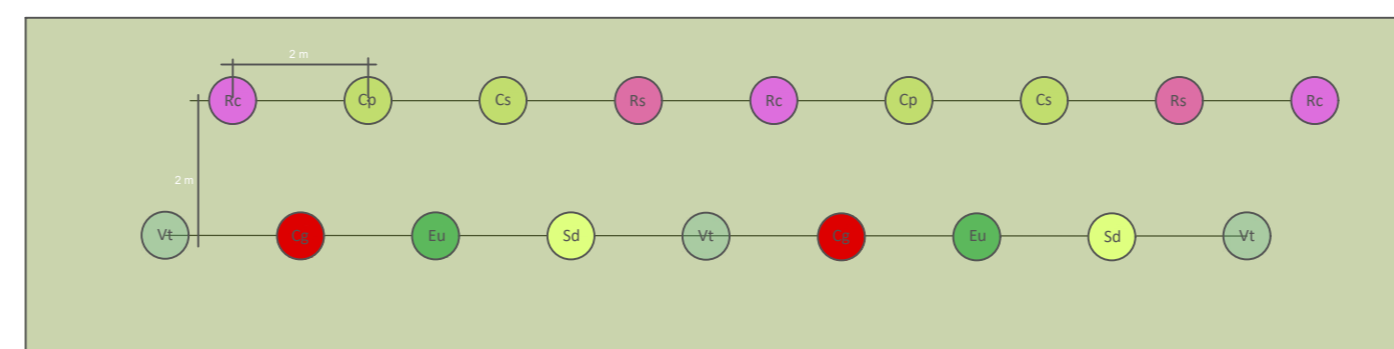 2 m
Rc Cp Cs Rs Rc Cp Cs Rs Rc
2 m
Vt Cg Eu Sd Vt Cg Eu Sd Vt